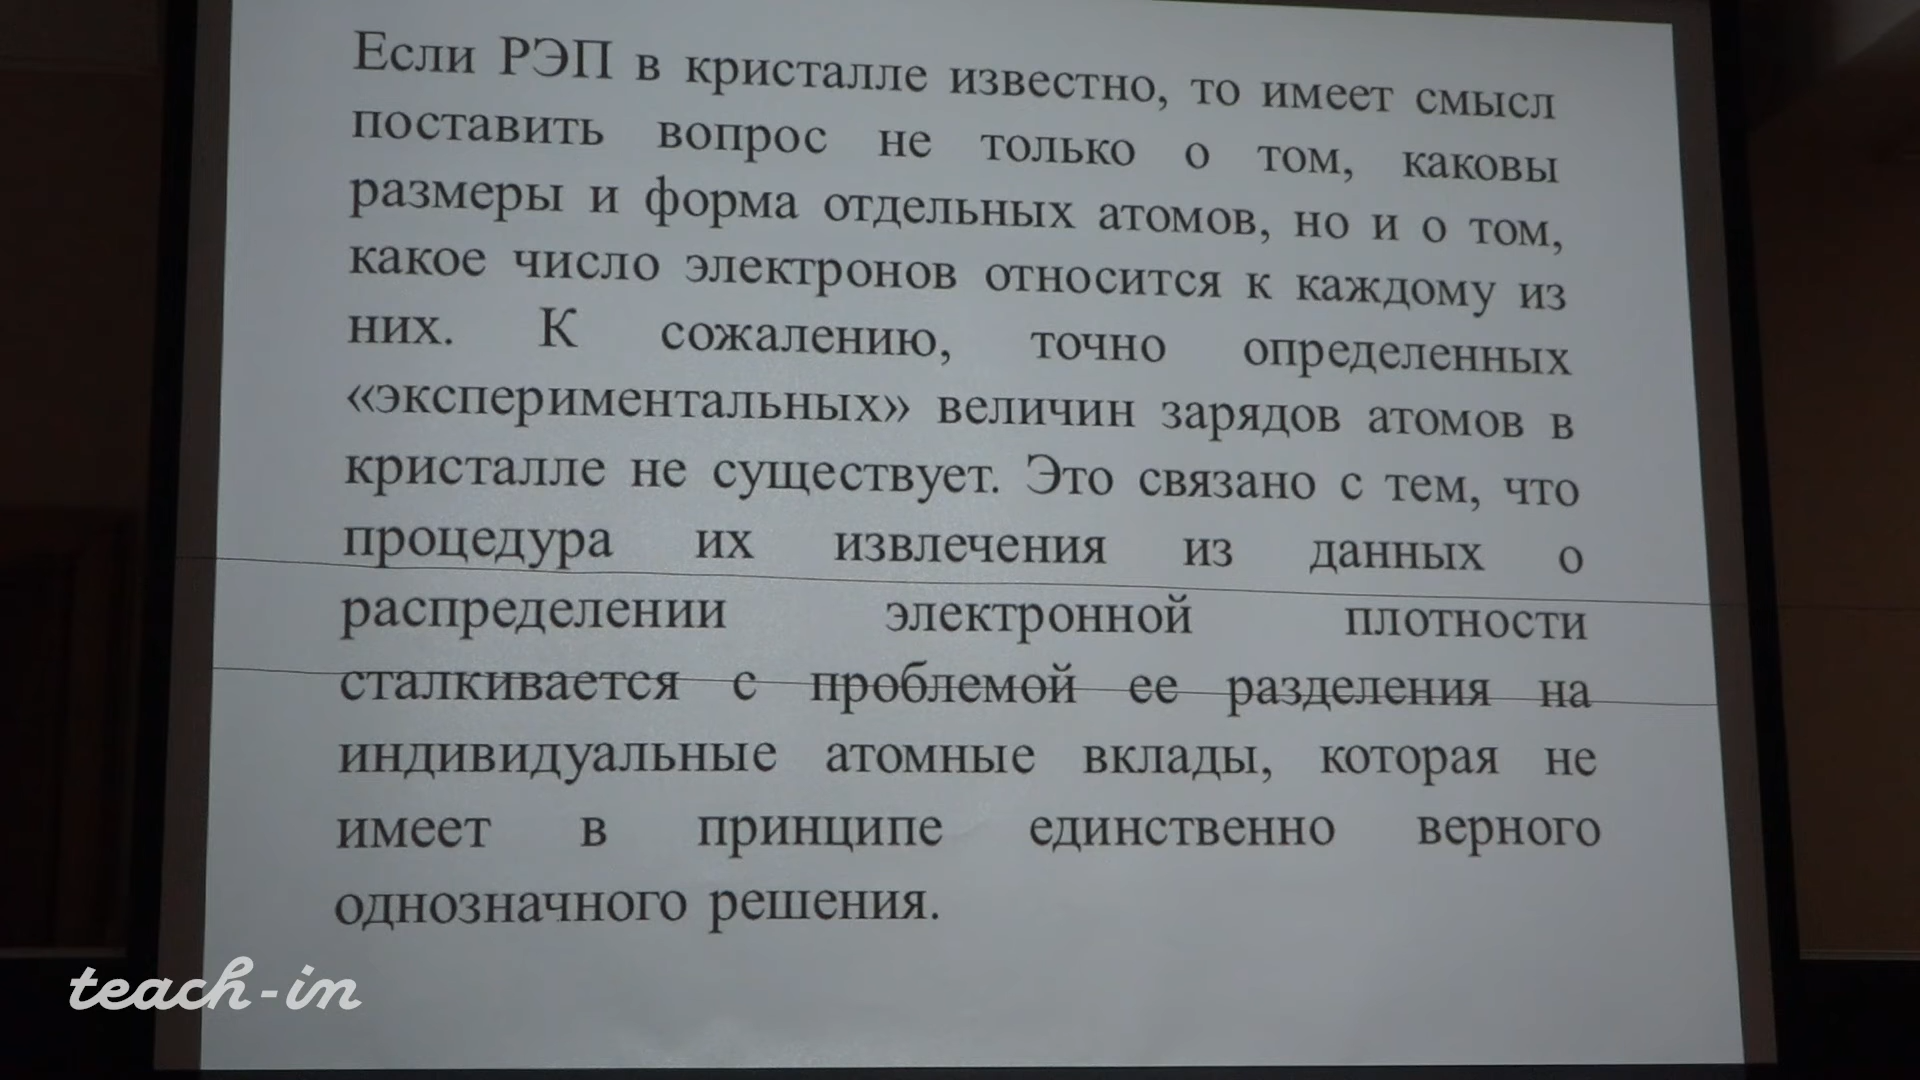 Если РЭП в кристалле известно, то имеет смысл
поставить вопрос не только о том, каковы
размеры и форма отдельных атомов, но и о том,
какое число электронов относится к каждому из
них. К сожалению, точно определенных
«экспериментальных» величин зарядов атомов в
кристалле не существует. Это связано с тем, что
процедура их извлечения из данных о
распределении электронной плотности
сталкивается с проблемой ее разделения на
индивидуальные атомные вклады, которая не
имеет в принципе единственно верного
однозначного решения.
teach-in